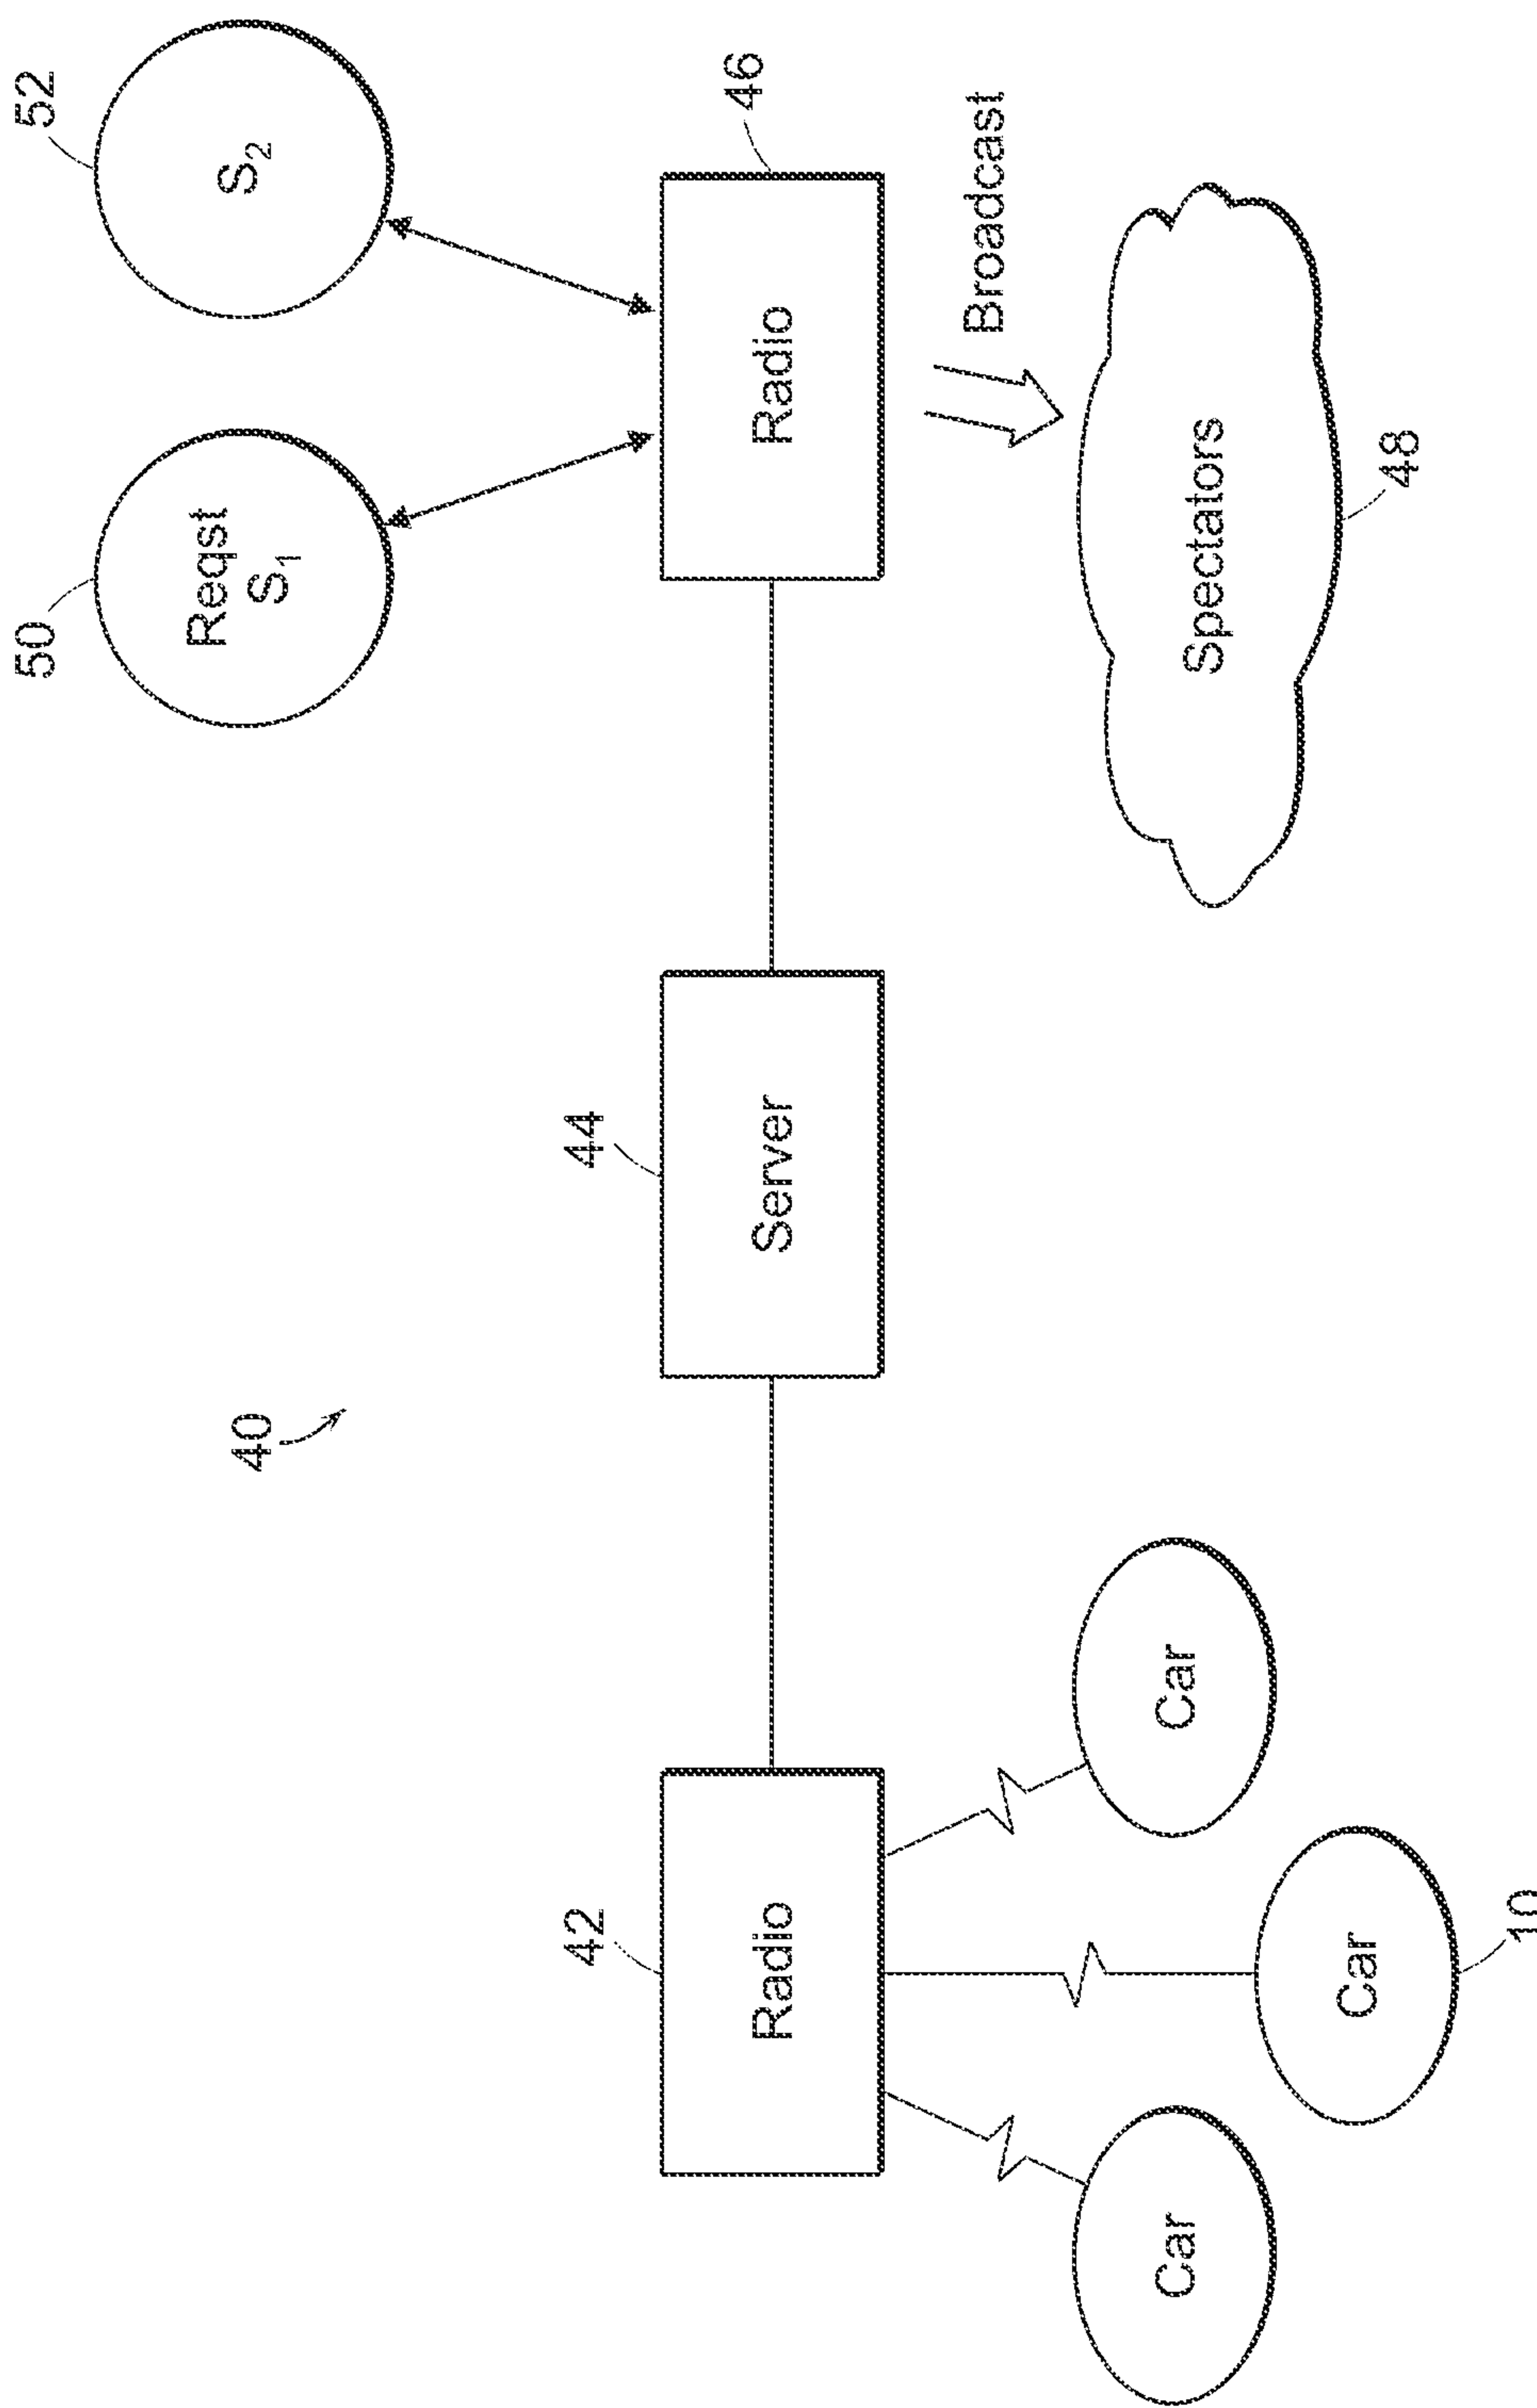 52
50
S₂
Reqst
S₁
40
42
44
46
Radio
Server
Radio
Broadcast
Car
Car
Car
10
Spectators
48